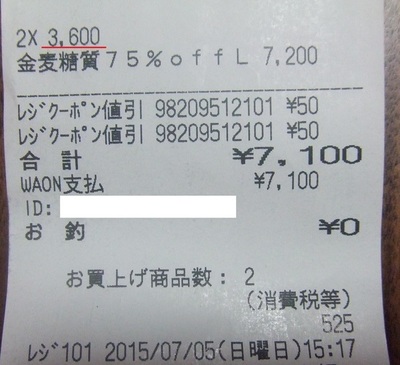 2X 3,600
金麦糖質75%offL 7,200
ﾚｼﾞｸｰﾎﾟﾝ値引 98209512101 ¥50
ﾚｼﾞｸｰﾎﾟﾝ値引 98209512101 ¥50
合 計 ¥7,100
WAON支払 ¥7,100
ID:
お 釣 ¥0
お買上げ商品数: 2
(消費税等)
525
ﾚｼﾞ101 2015/07/05(日曜日)15:17